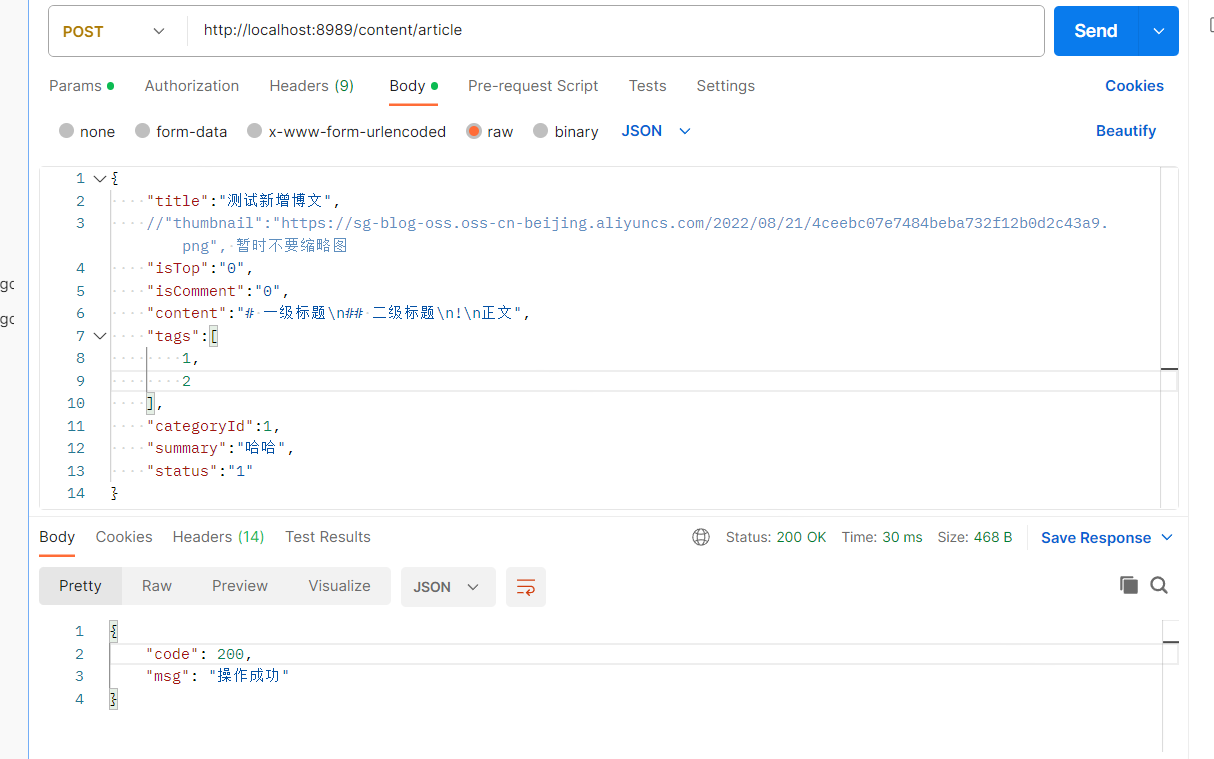 POST
http://localhost:8989/content/article
Send
Params
Authorization
Headers (9)
Body
Pre-request Script
Tests
Settings
Cookies
none
form-data
x-www-form-urlencoded
raw
binary
JSON
Beautify
1 {
2 "title":"测试新增博文",
3 //"thumbnail":"https://sg-blog-oss.oss-cn-beijing.aliyuncs.com/2022/08/21/4ceebc07e7484beba732f12b0d2c43a9.
png", 暂时不要缩略图
4 "isTop":"0",
5 "isComment":"0",
6 "content":"# 一级标题\n## 二级标题\n!\n正文",
7 "tags":[
8 1,
9 2
10 ],
11 "categoryId":1,
12 "summary":"哈哈",
13 "status":"1"
14 }
Body
Cookies
Headers (14)
Test Results
Status: 200 OK
Time: 30 ms
Size: 468 B
Save Response
Pretty
Raw
Preview
Visualize
JSON
1 {
2 "code": 200,
3 "msg": "操作成功"
4 }